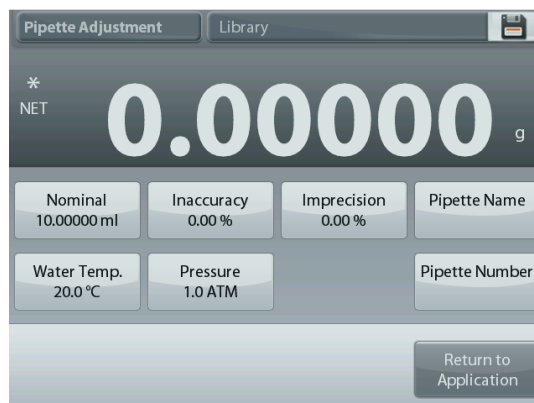 Pipette Adjustment Library
*
NET 0.00000 g
Nominal Inaccuracy Imprecision Pipette Name
10.00000 ml 0.00 % 0.00 %
Water Temp. Pressure Pipette Number
20.0 °C 1.0 ATM
Return to
Application